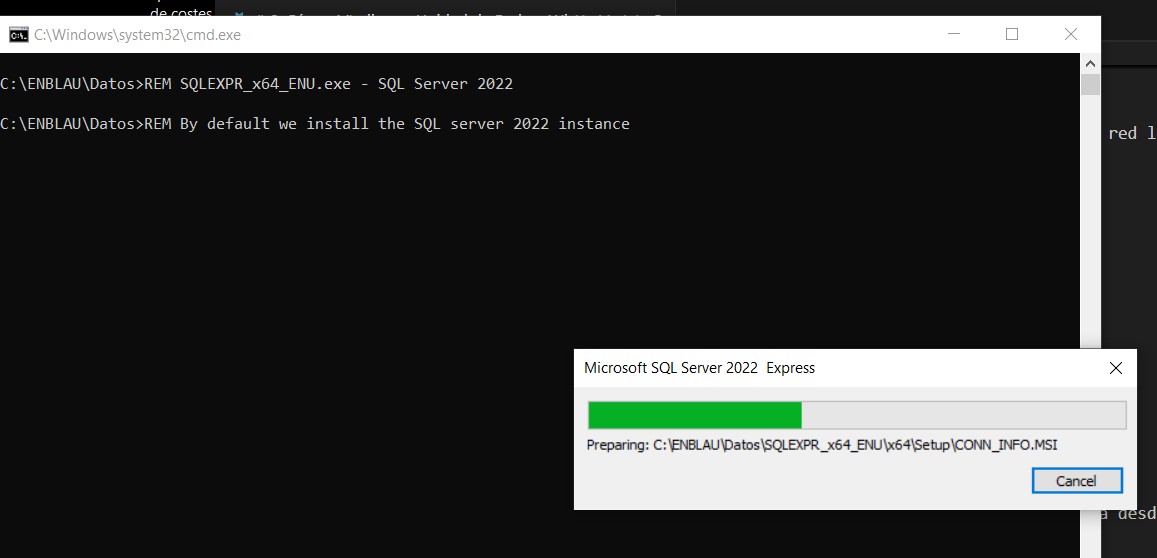 de costes
C:\Windows\system32\cmd.exe
C:\ENBLAU\Datos>REM SQLEXPR_x64_ENU.exe - SQL Server 2022
C:\ENBLAU\Datos>REM By default we install the SQL server 2022 instance
red l
Microsoft SQL Server 2022 Express
Preparing: C:\ENBLAU\Datos\SQLEXPR_x64_ENU\x64\Setup\CONN_INFO.MSI
Cancel
a desd